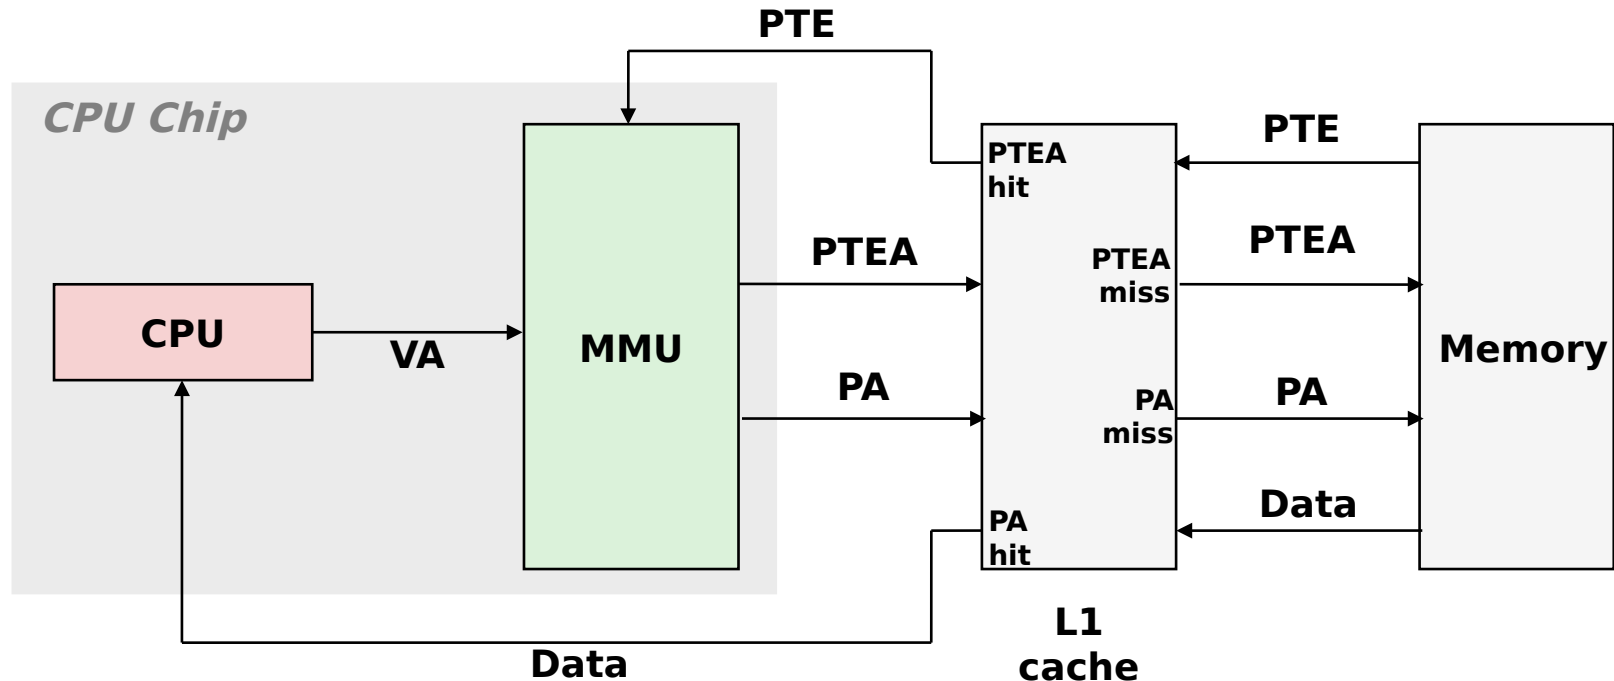 PTE
CPU Chip
PTEA
hit
PTE
PTEA
PTEA
miss
PTEA
CPU
VA
MMU
Memory
PA
PA
miss
PA
PA
hit
Data
Data
L1
cache